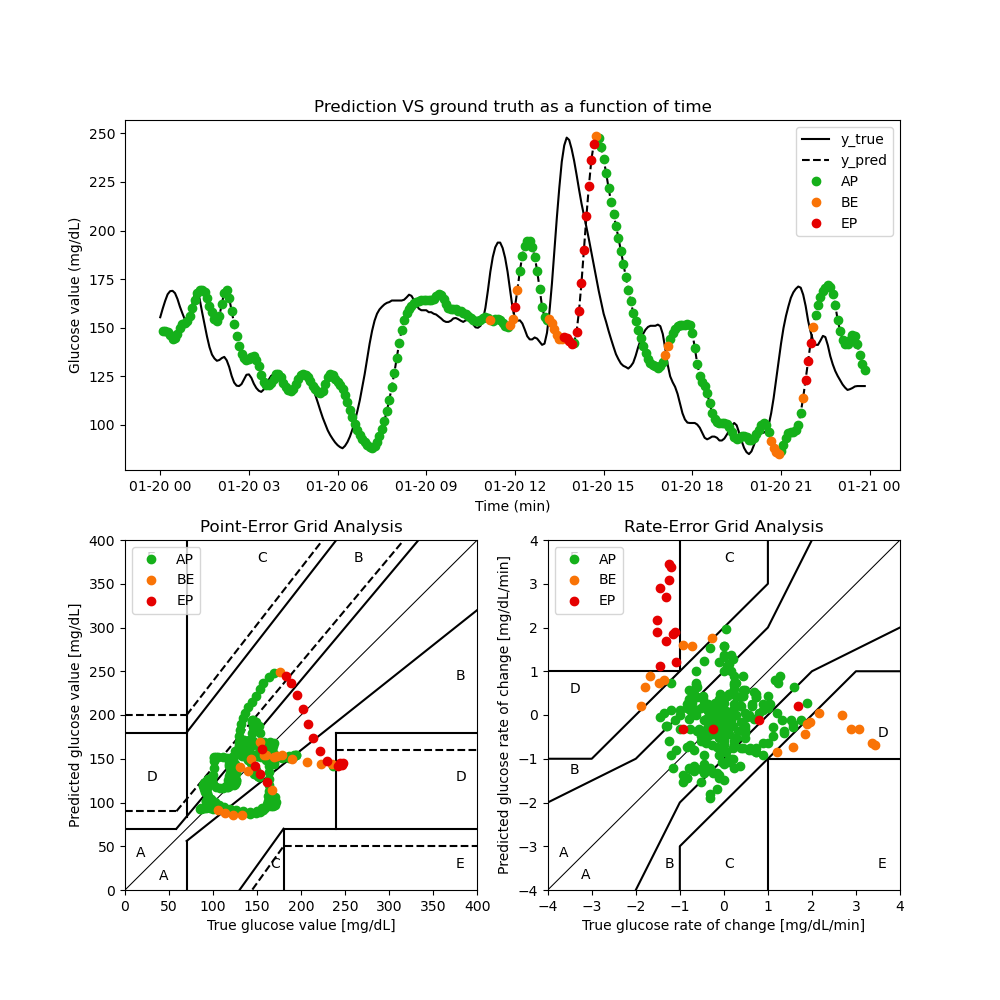 Prediction VS ground truth as a function of time
Glucose value (mg/dL)
250
225
200
175
150
125
100
y_true
y_pred
AP
BE
EP
01-20 00 01-20 03 01-20 06 01-20 09 01-20 12 01-20 15 01-20 18 01-20 21 01-21 00
Time (min)
Point-Error Grid Analysis
Predicted glucose value [mg/dL]
400
350
300
250
200
150
100
50
0
AP
BE
EP
C
B
B
D
D
A
A
C
E
0 50 100 150 200 250 300 350 400
True glucose value [mg/dL]
Rate-Error Grid Analysis
Predicted glucose rate of change [mg/dL/min]
4
3
2
1
0
−1
−2
−3
−4
AP
BE
EP
C
D
D
B
A
A
B
C
E
−4 −3 −2 −1 0 1 2 3 4
True glucose rate of change [mg/dL/min]